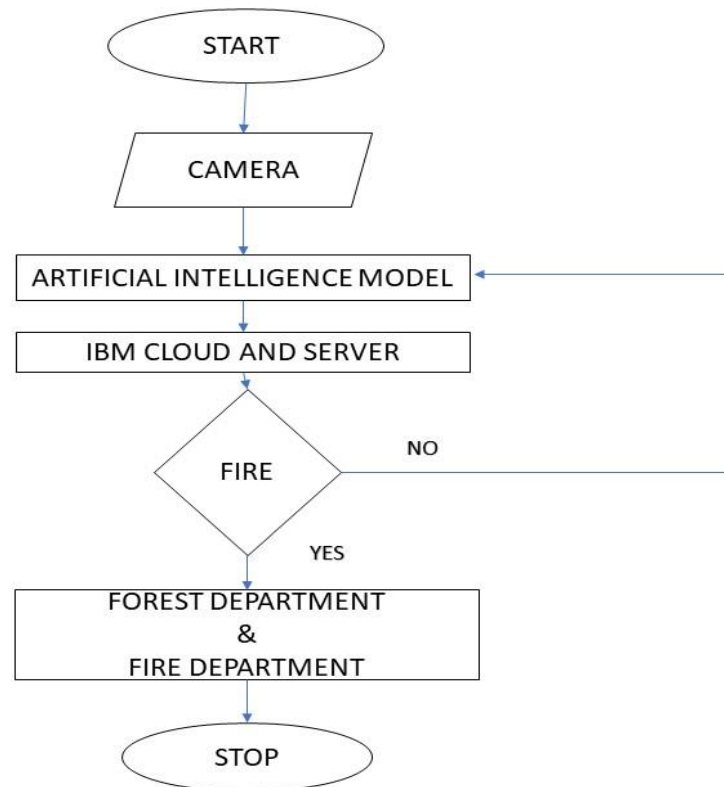 START
CAMERA
ARTIFICIAL INTELLIGENCE MODEL
IBM CLOUD AND SERVER
FIRE
NO
YES
FOREST DEPARTMENT
&
FIRE DEPARTMENT
STOP